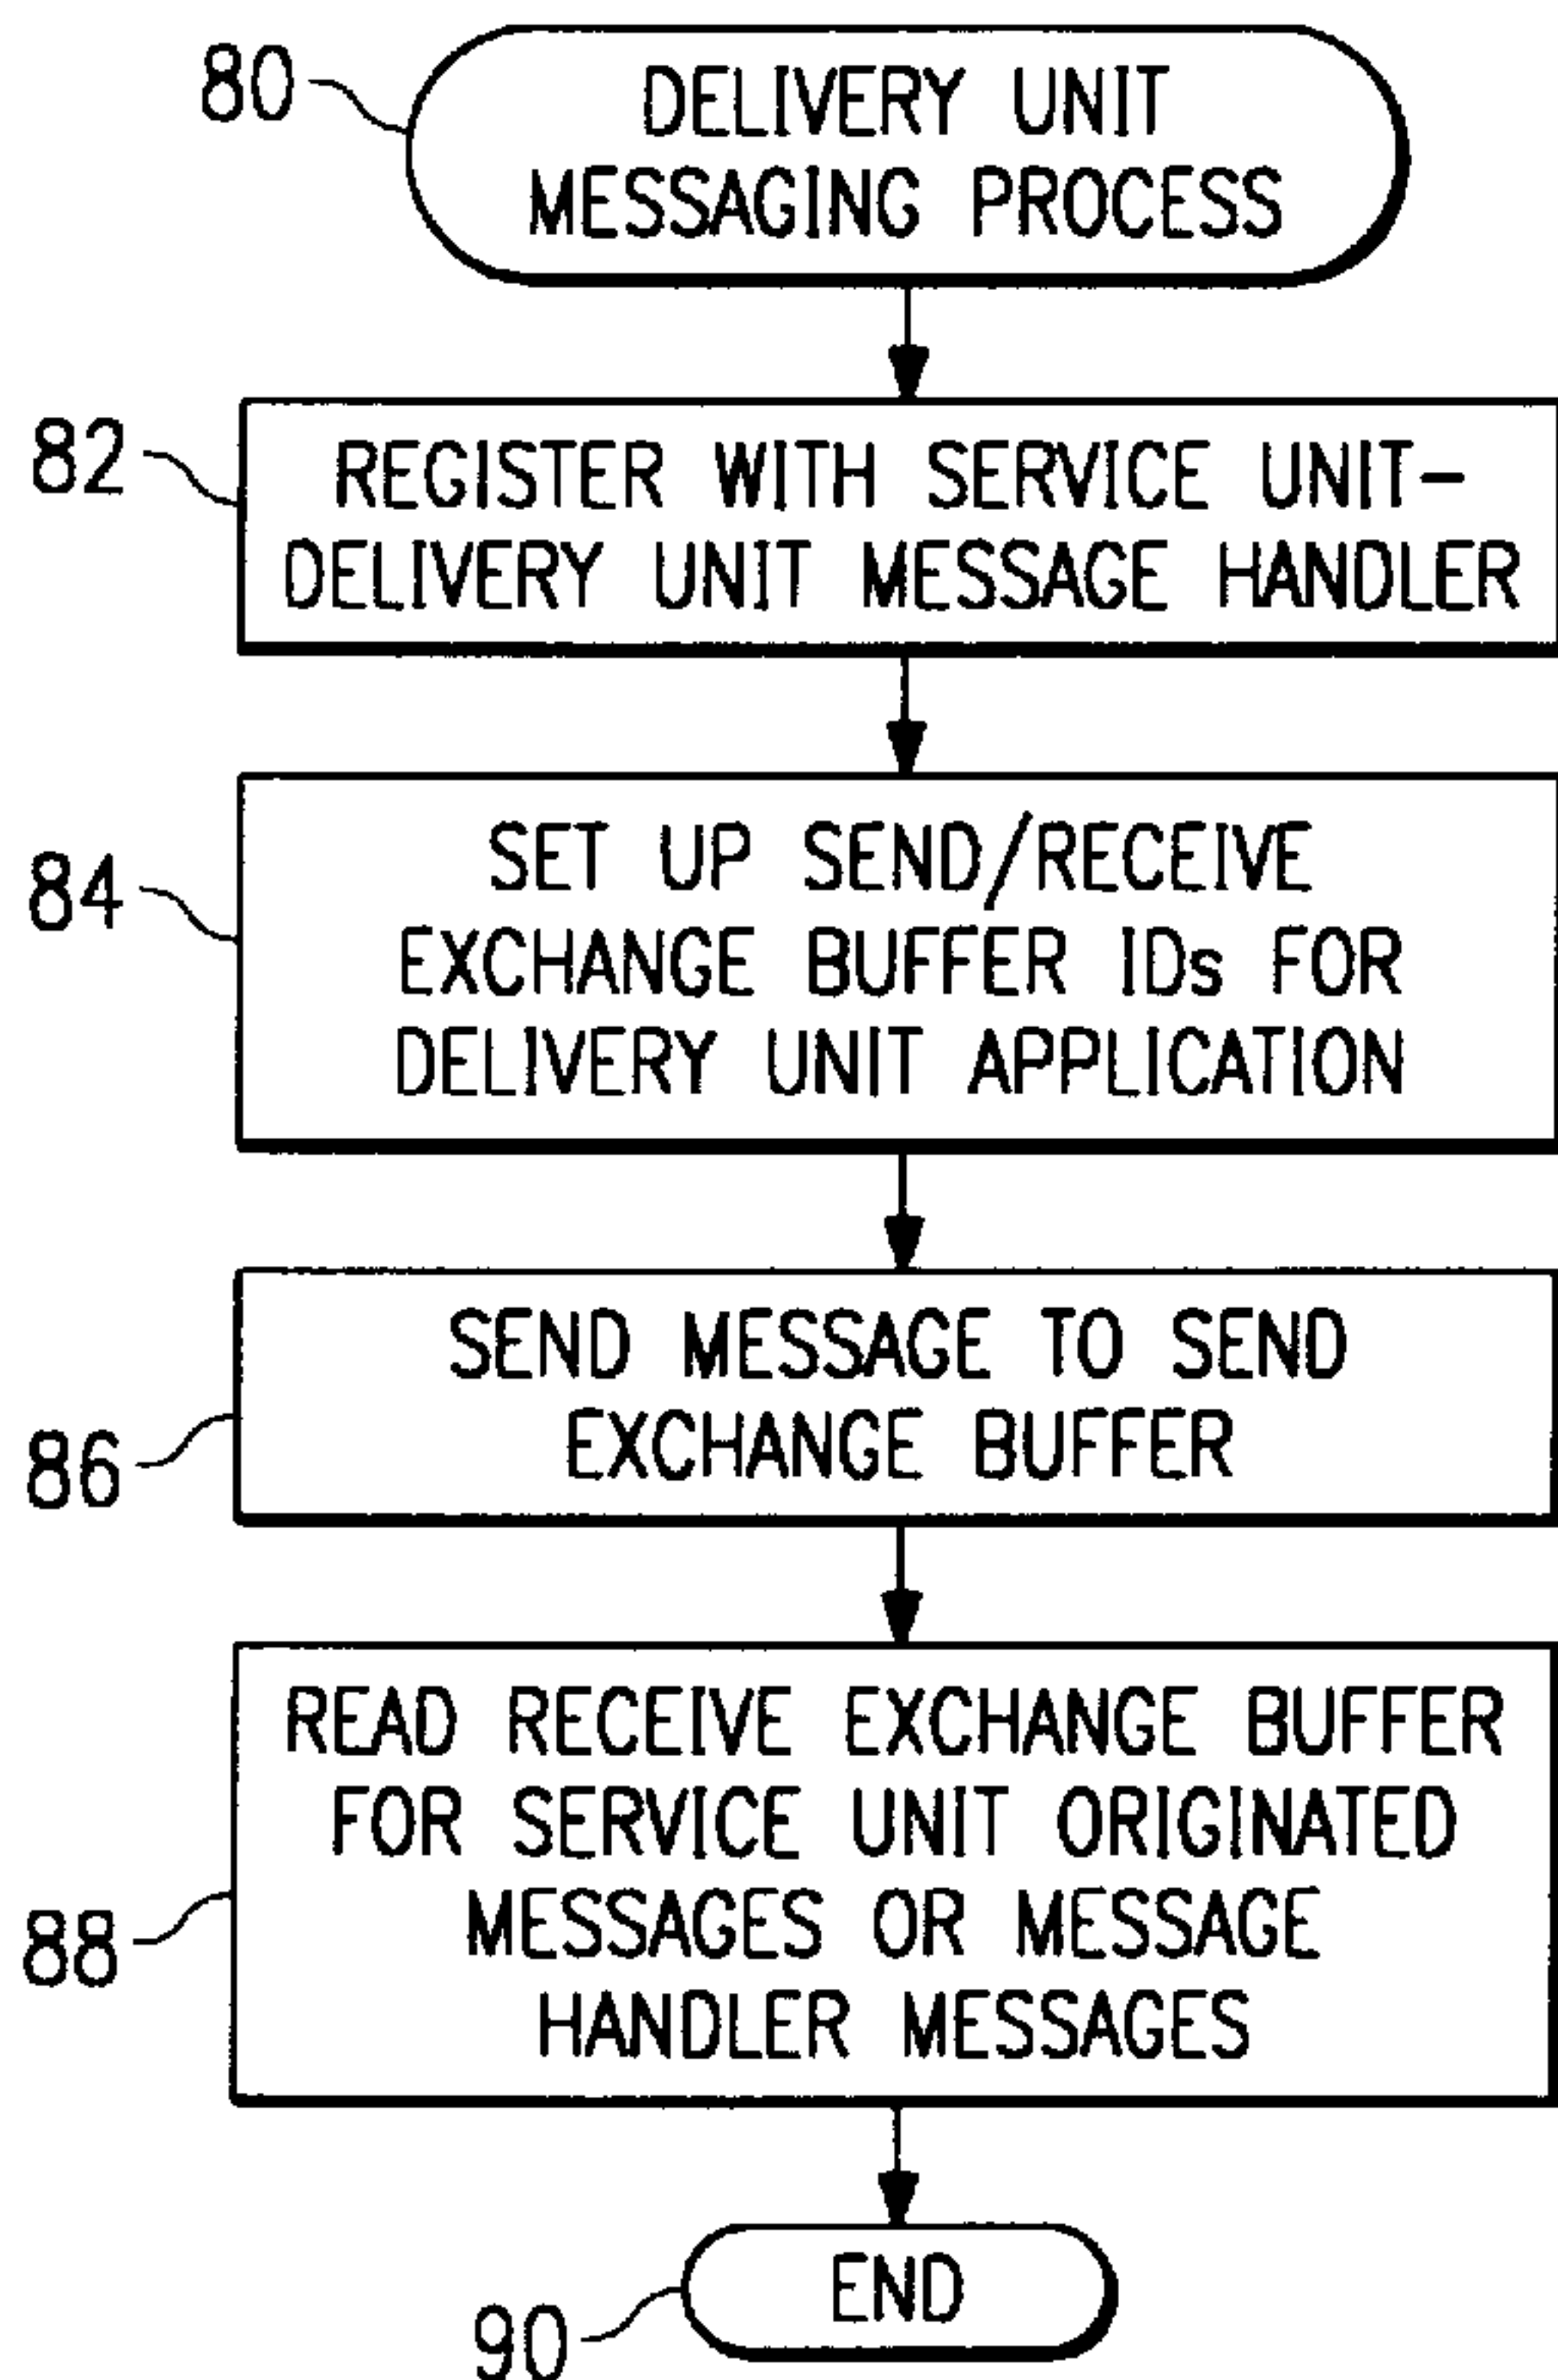 80
DELIVERY UNIT
MESSAGING PROCESS
82
REGISTER WITH SERVICE UNIT-
DELIVERY UNIT MESSAGE HANDLER
84
SET UP SEND/RECEIVE
EXCHANGE BUFFER IDs FOR
DELIVERY UNIT APPLICATION
86
SEND MESSAGE TO SEND
EXCHANGE BUFFER
88
READ RECEIVE EXCHANGE BUFFER
FOR SERVICE UNIT ORIGINATED
MESSAGES OR MESSAGE
HANDLER MESSAGES
90
END